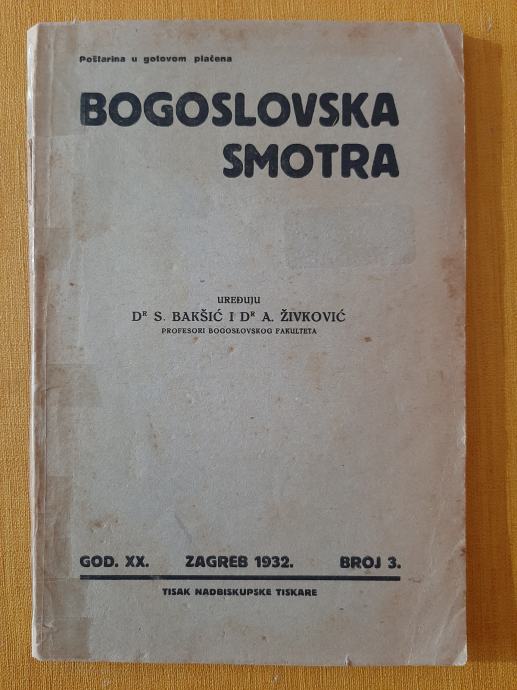 Poštarina u gotovom plaćena
BOGOSLOVSKA
SMOTRA
UREĐUJU
Dᴿ S. BAKŠIĆ I Dᴿ A. ŽIVKOVIĆ
PROFESORI BOGOSLOVSKOG FAKULTETA
GOD. XX. ZAGREB 1932. BROJ 3.
TISAK NADBISKUPSKE TISKARE